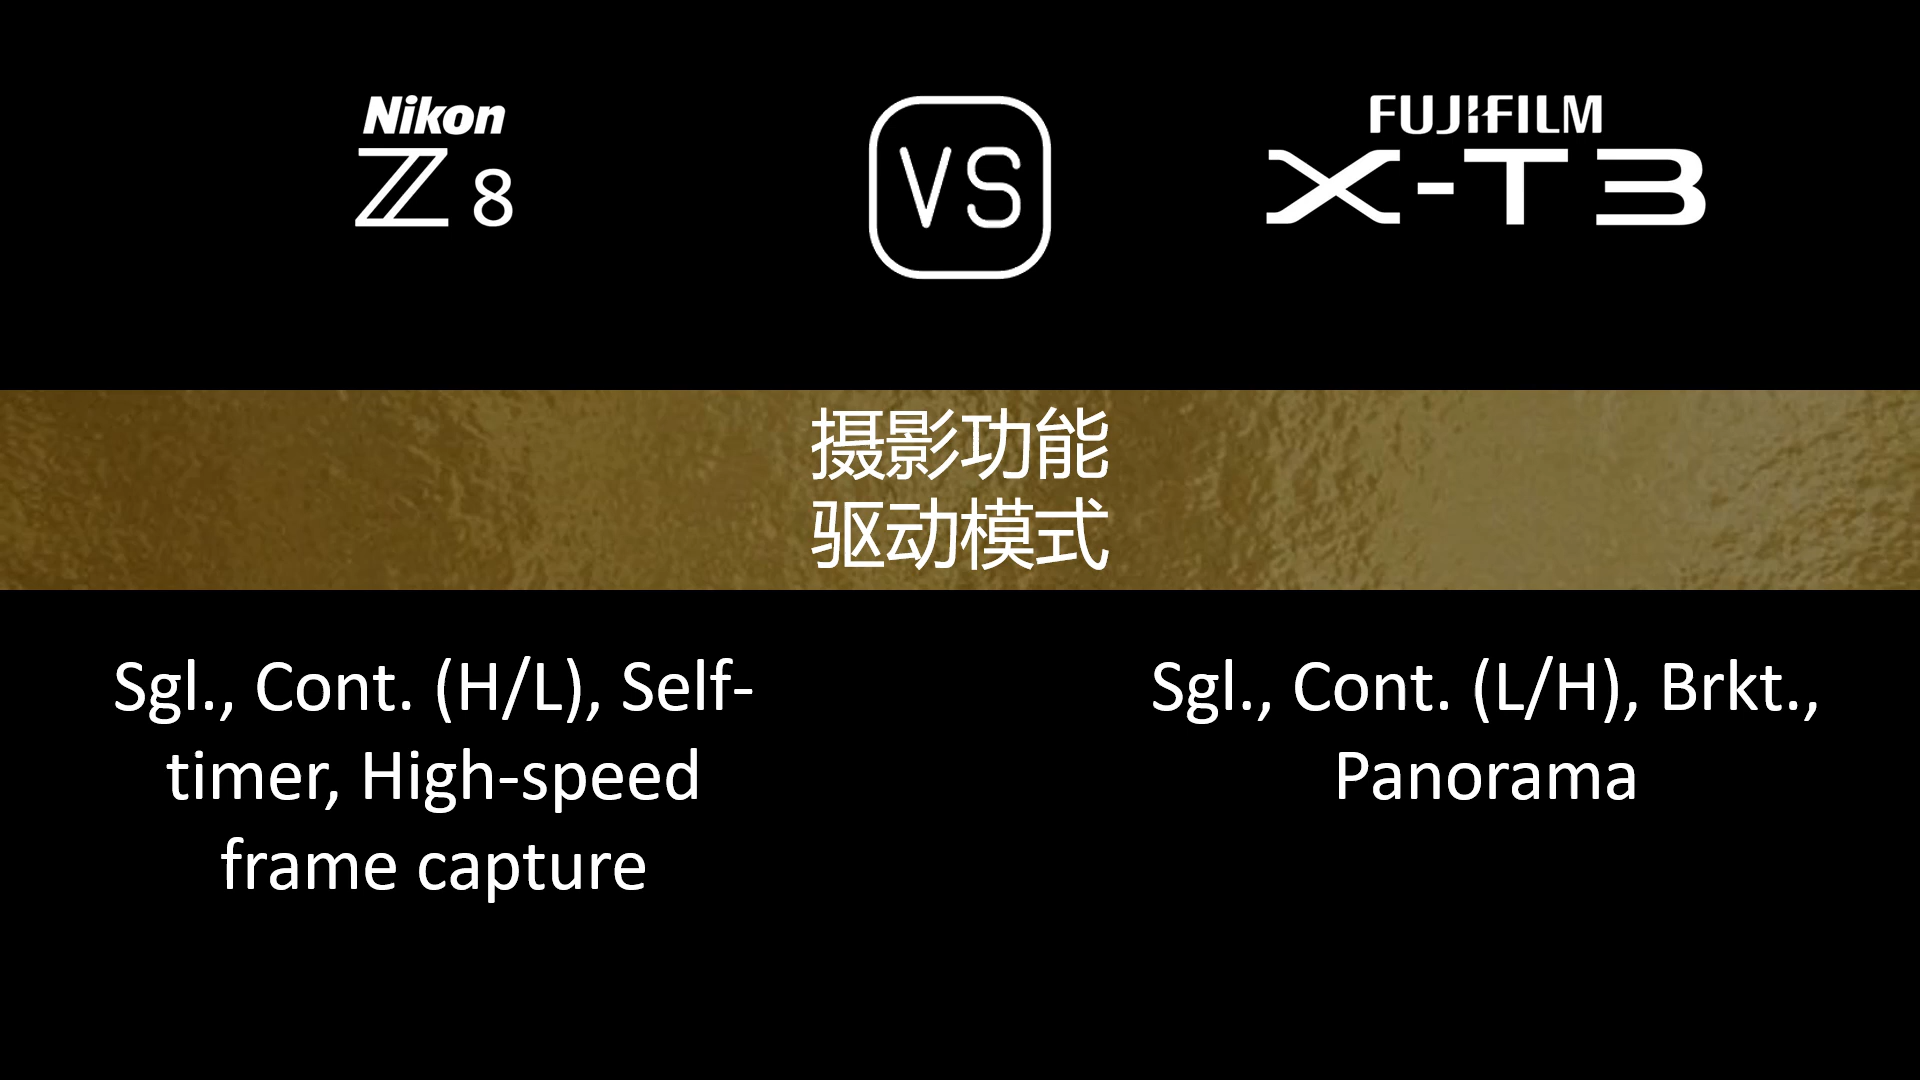 Nikon
Z 8
VS
FUJIFILM
X-T3
摄影功能
驱动模式
Sgl., Cont. (H/L), Self-
timer, High-speed
frame capture
Sgl., Cont. (L/H), Brkt.,
Panorama